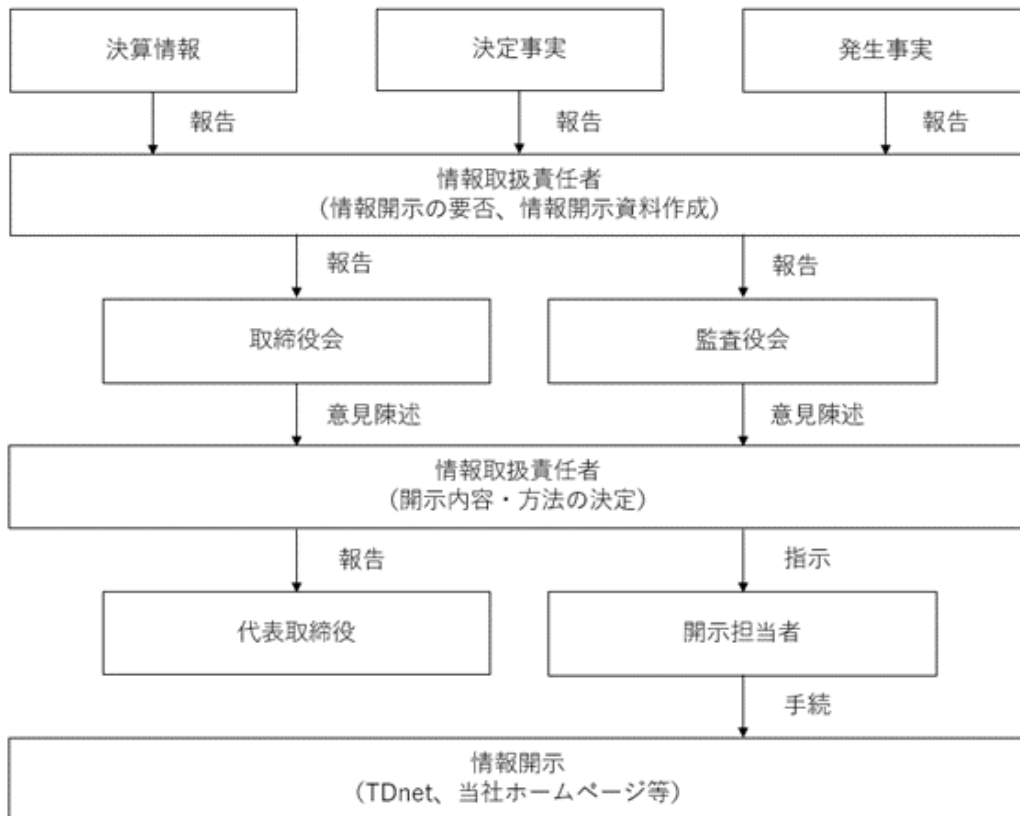 決算情報
決定事実
発生事実
報告
報告
報告
情報取扱責任者
（情報開示の要否、情報開示資料作成）
報告
報告
取締役会
監査役会
意見陳述
意見陳述
情報取扱責任者
（開示内容・方法の決定）
報告
指示
代表取締役
開示担当者
手続
情報開示
（TDnet、当社ホームページ等）